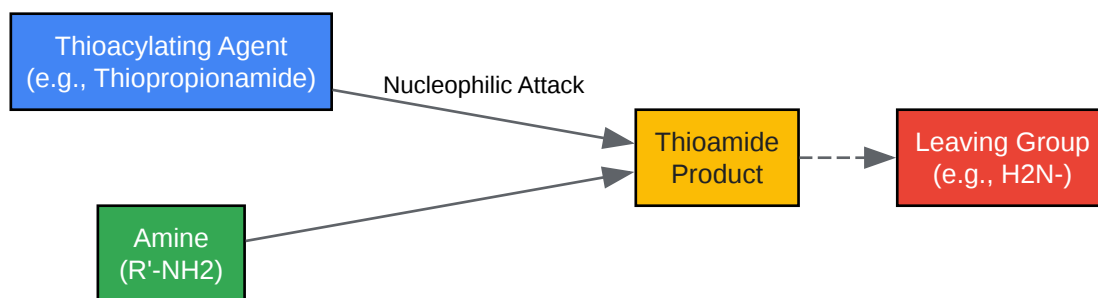 Thioacylating Agent
(e.g., Thiopropionamide)
Nucleophilic Attack
Thioamide
Product
Leaving Group
(e.g., H2N-)
Amine
(R'-NH2)